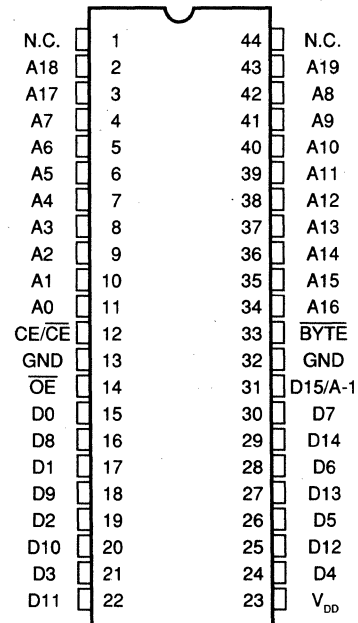 N.C. 1 44 N.C.
A18 2 43 A19
A17 3 42 A8
A7 4 41 A9
A6 5 40 A10
A5 6 39 A11
A4 7 38 A12
A3 8 37 A13
A2 9 36 A14
A1 10 35 A15
A0 11 34 A16
CE/C̅E̅ 12 33 B̅Y̅T̅E̅
GND 13 32 GND
O̅E̅ 14 31 D15/A-1
D0 15 30 D7
D8 16 29 D14
D1 17 28 D6
D9 18 27 D13
D2 19 26 D5
D10 20 25 D12
D3 21 24 D4
D11 22 23 VDD